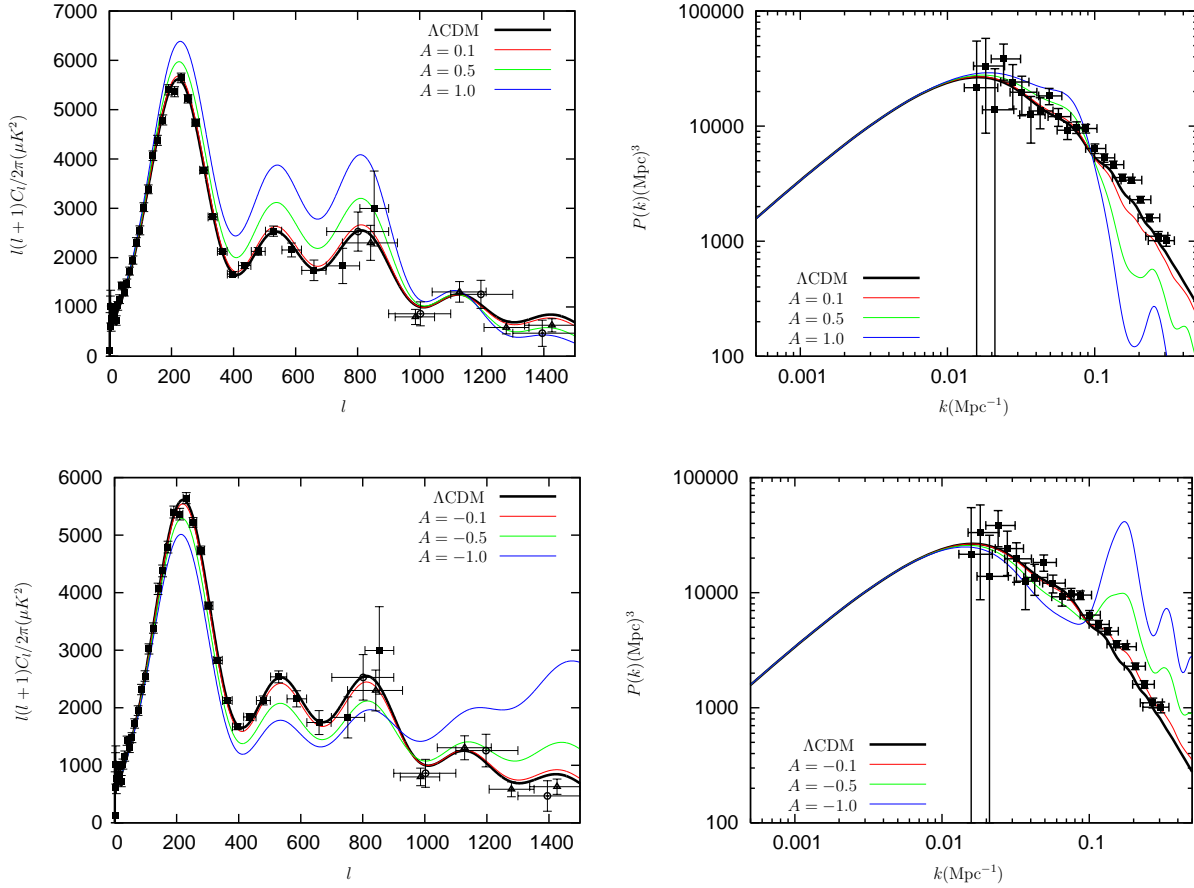 7000
6000
5000
4000
3000
2000
1000
0
l(l + 1)C_l/2π(μK²)
0 200 400 600 800 1000 1200 1400
l
ΛCDM
A = 0.1
A = 0.5
A = 1.0
100000
10000
1000
100
P(k)(Mpc)³
0.001 0.01 0.1
k(Mpc⁻¹)
ΛCDM
A = 0.1
A = 0.5
A = 1.0
6000
5000
4000
3000
2000
1000
0
l(l + 1)C_l/2π(μK²)
0 200 400 600 800 1000 1200 1400
l
ΛCDM
A = −0.1
A = −0.5
A = −1.0
100000
10000
1000
100
P(k)(Mpc)³
0.001 0.01 0.1
k(Mpc⁻¹)
ΛCDM
A = −0.1
A = −0.5
A = −1.0